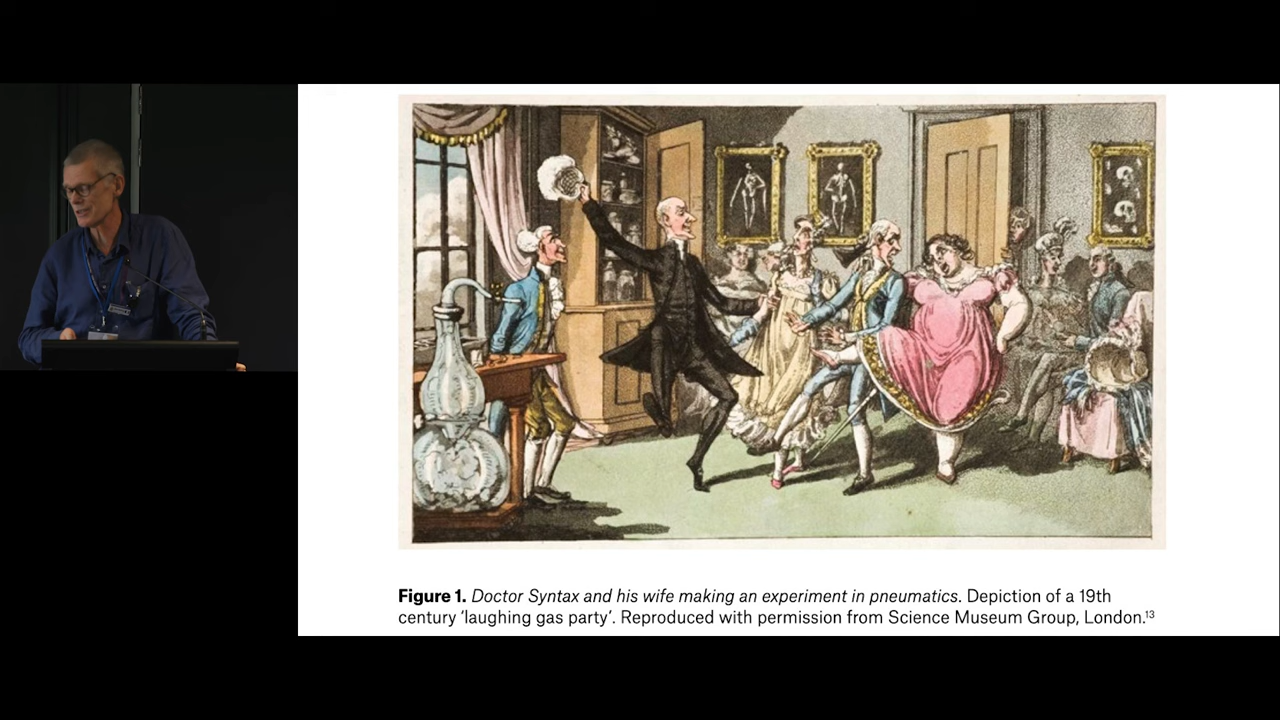 Figure 1. Doctor Syntax and his wife making an experiment in pneumatics. Depiction of a 19th
century ‘laughing gas party’. Reproduced with permission from Science Museum Group, London.¹³